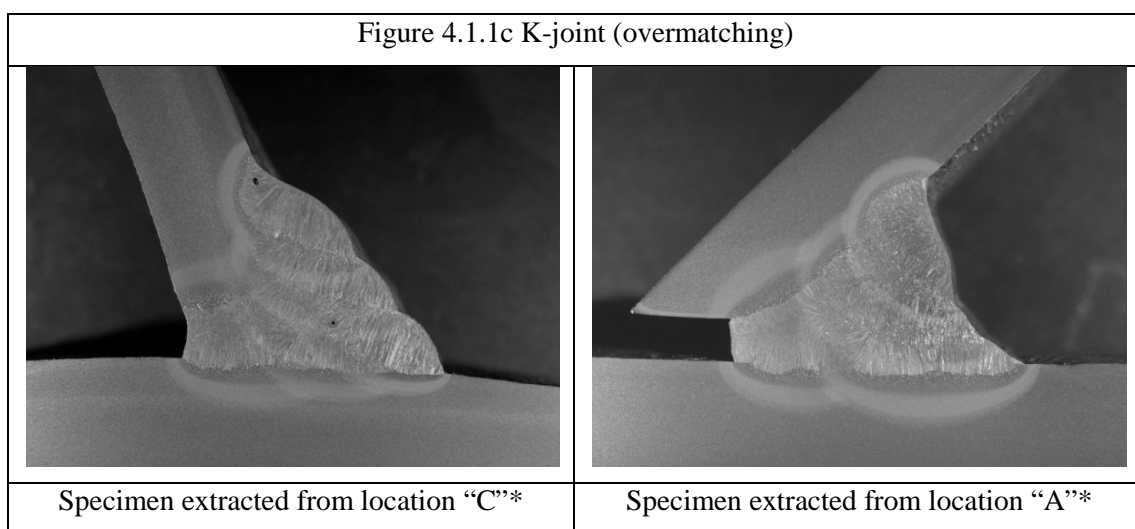 Figure 4.1.1c K-joint (overmatching)
Specimen extracted from location “C”*
Specimen extracted from location “A”*